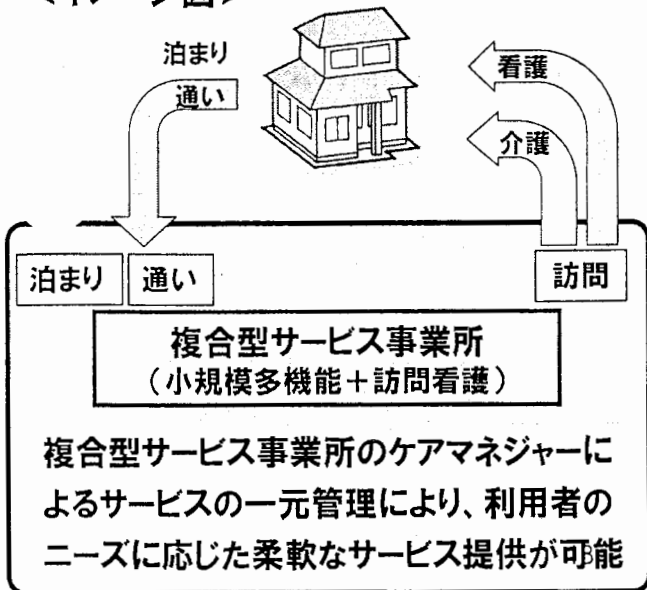 泊まり
通い
看護
介護
泊まり
通い
訪問
複合型サービス事業所
(小規模多機能+訪問看護)
複合型サービス事業所のケアマネジャーに
よるサービスの一元管理により、利用者の
ニーズに応じた柔軟なサービス提供が可能